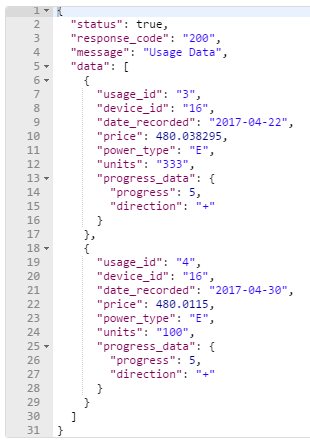 1 {
2 "status": true,
3 "response_code": "200",
4 "message": "Usage Data",
5 "data": [
6 {
7 "usage_id": "3",
8 "device_id": "16",
9 "date_recorded": "2017-04-22",
10 "price": 480.038295,
11 "power_type": "E",
12 "units": "333",
13 "progress_data": {
14 "progress": 5,
15 "direction": "+"
16 }
17 },
18 {
19 "usage_id": "4",
20 "device_id": "16",
21 "date_recorded": "2017-04-30",
22 "price": 480.0115,
23 "power_type": "E",
24 "units": "100",
25 "progress_data": {
26 "progress": 5,
27 "direction": "+"
28 }
29 }
30 ]
31 }